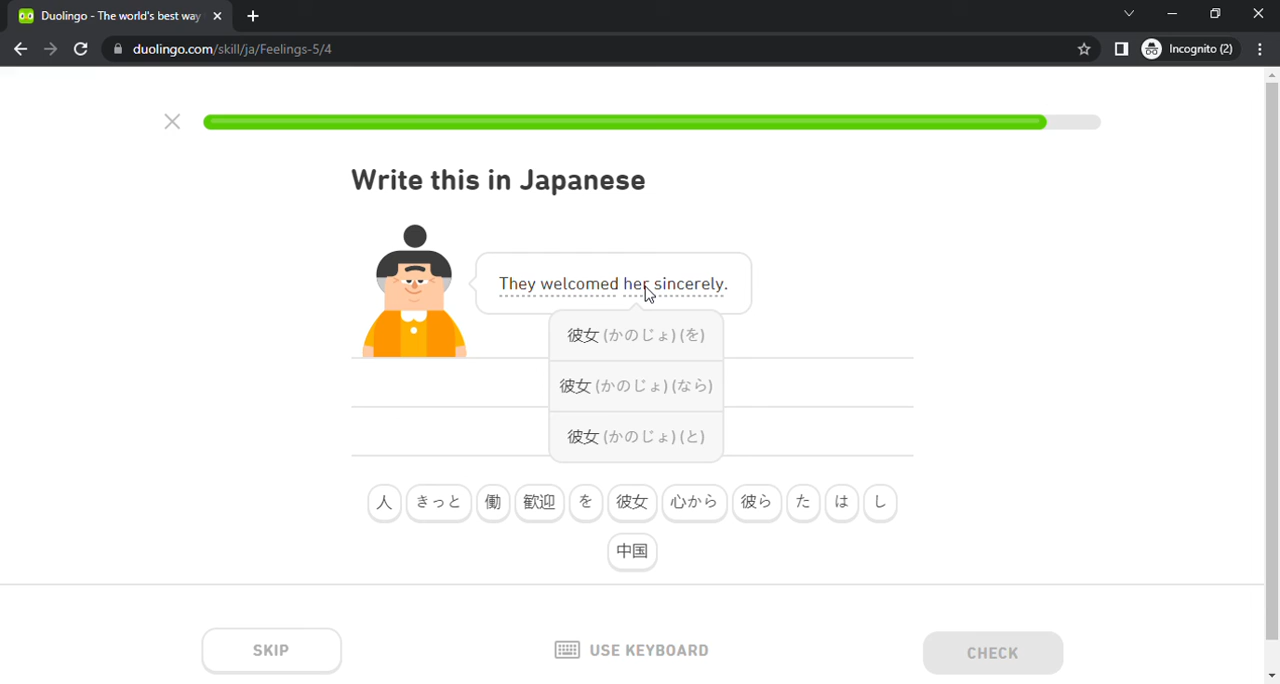 Duolingo - The world's best way
duolingo.com/skill/ja/Feelings-5/4
Incognito (2)
Write this in Japanese
They welcomed her sincerely.
彼女 (かのじょ) (を)
彼女 (かのじょ) (なら)
彼女 (かのじょ) (と)
人 きっと 働 歓迎 を 彼女 心から 彼ら た は し
中国
SKIP USE KEYBOARD CHECK